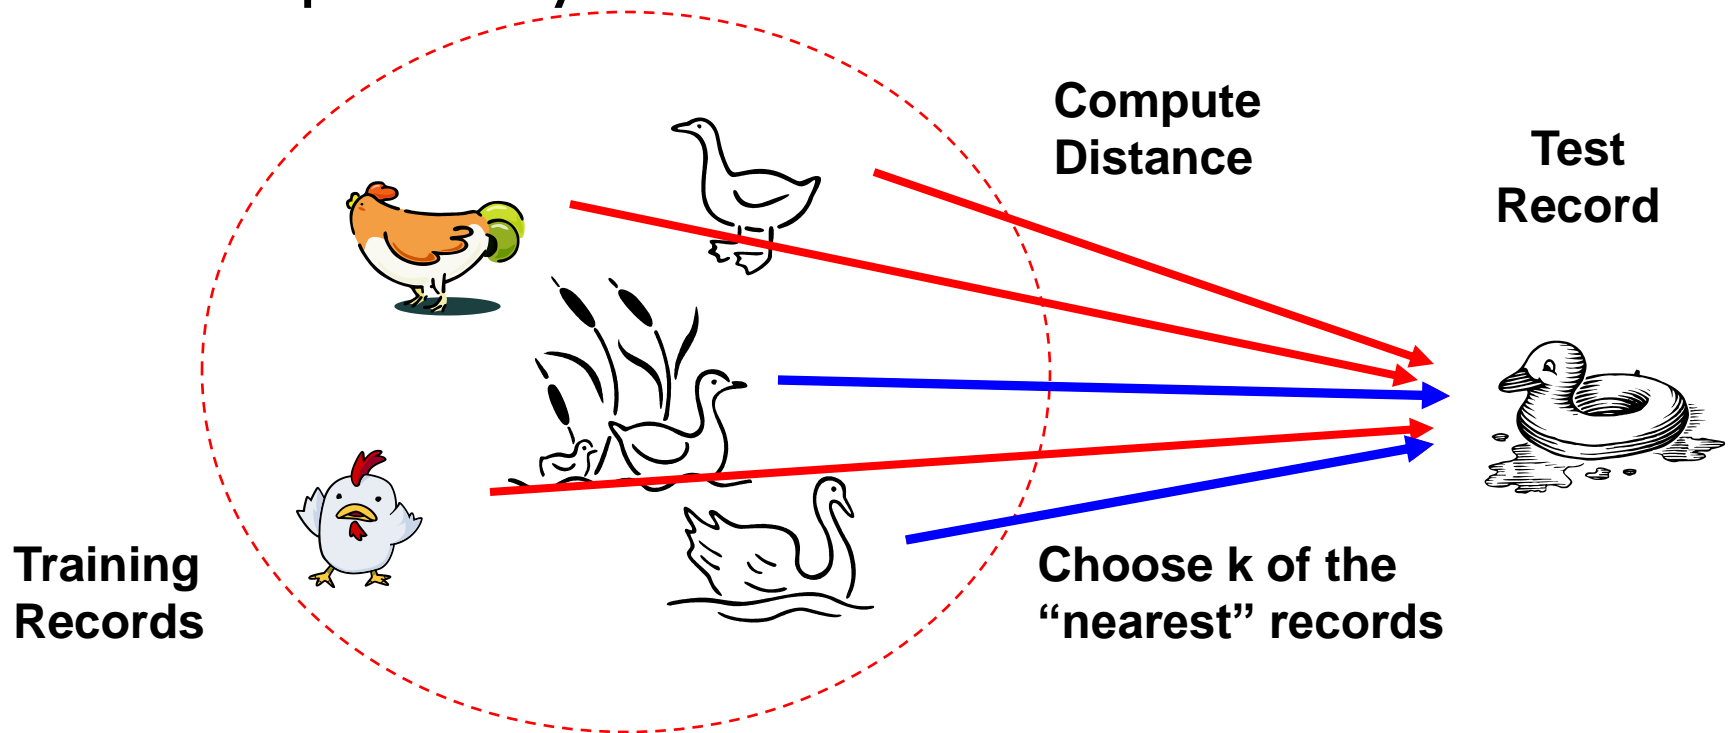 Compute
Distance
Test
Record
Training
Records
Choose k of the
“nearest” records